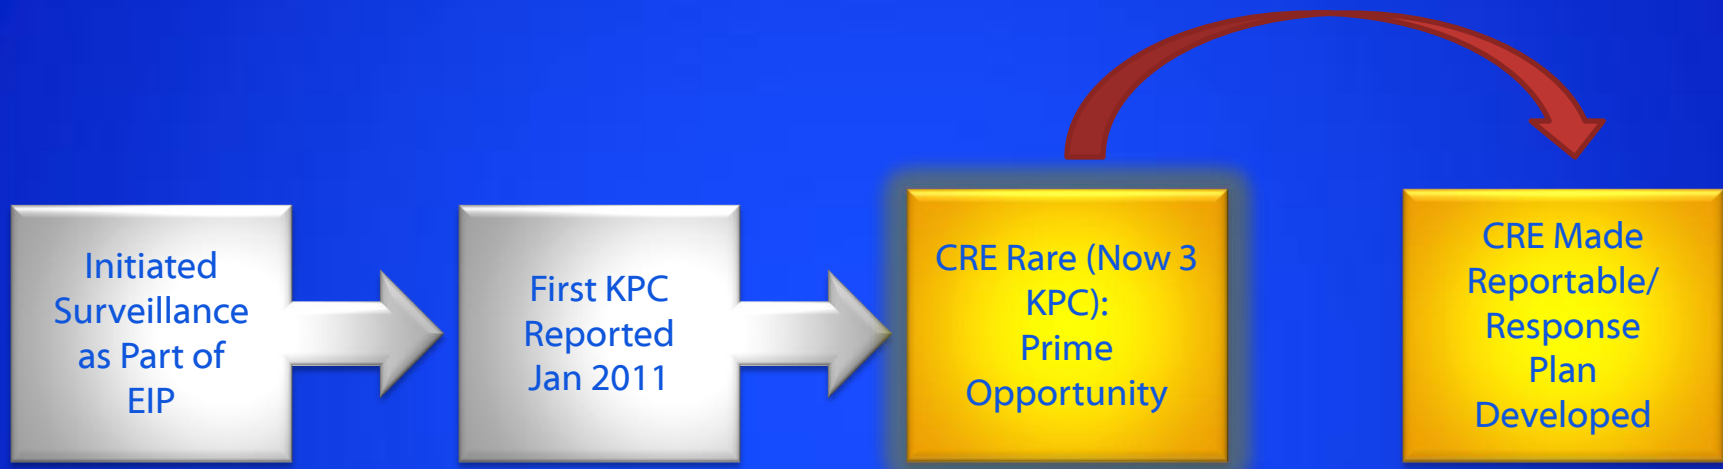 Initiated
Surveillance
as Part of
EIP
First KPC
Reported
Jan 2011
CRE Rare (Now 3
KPC):
Prime
Opportunity
CRE Made
Reportable/
Response
Plan
Developed